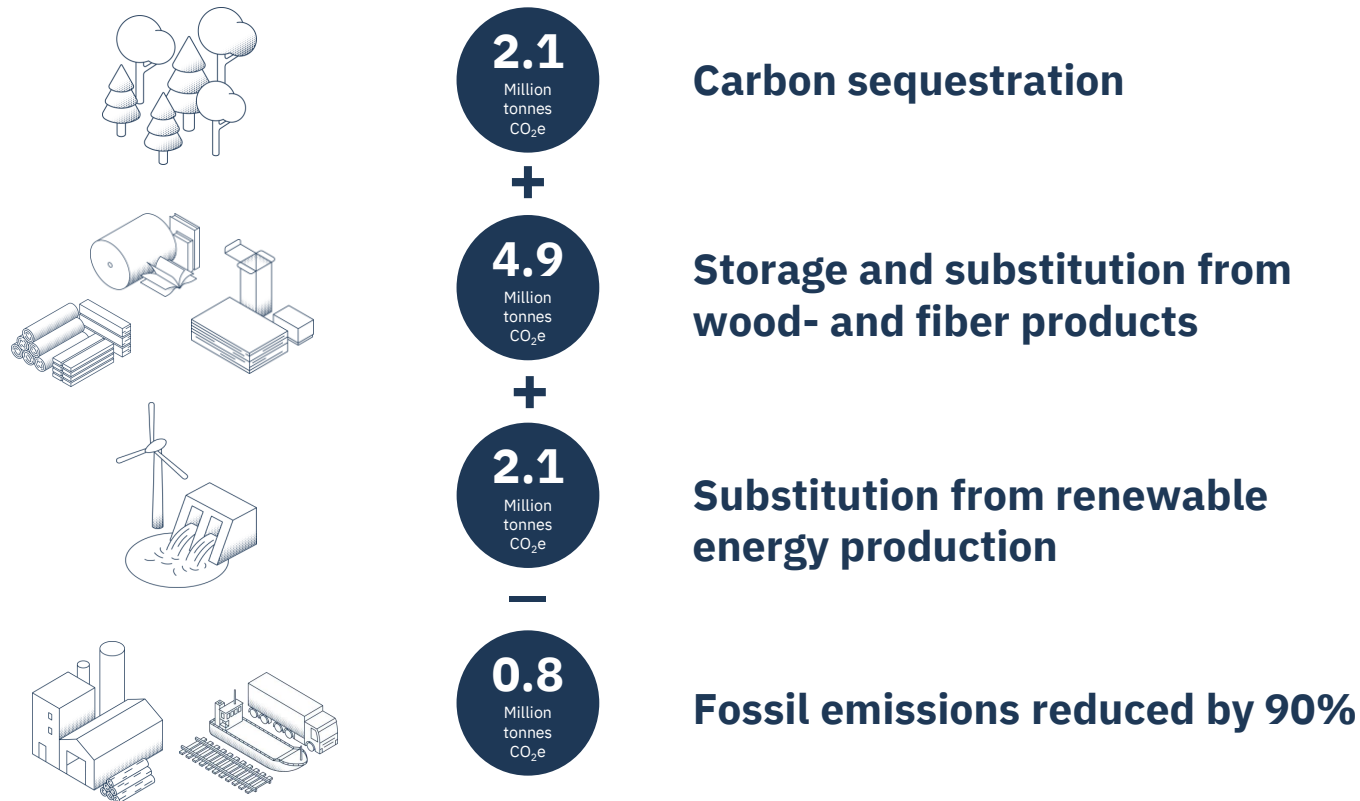 2.1
Million
tonnes
CO₂e
Carbon sequestration
+
4.9
Million
tonnes
CO₂e
Storage and substitution from
wood- and fiber products
+
2.1
Million
tonnes
CO₂e
Substitution from renewable
energy production
−
0.8
Million
tonnes
CO₂e
Fossil emissions reduced by 90%